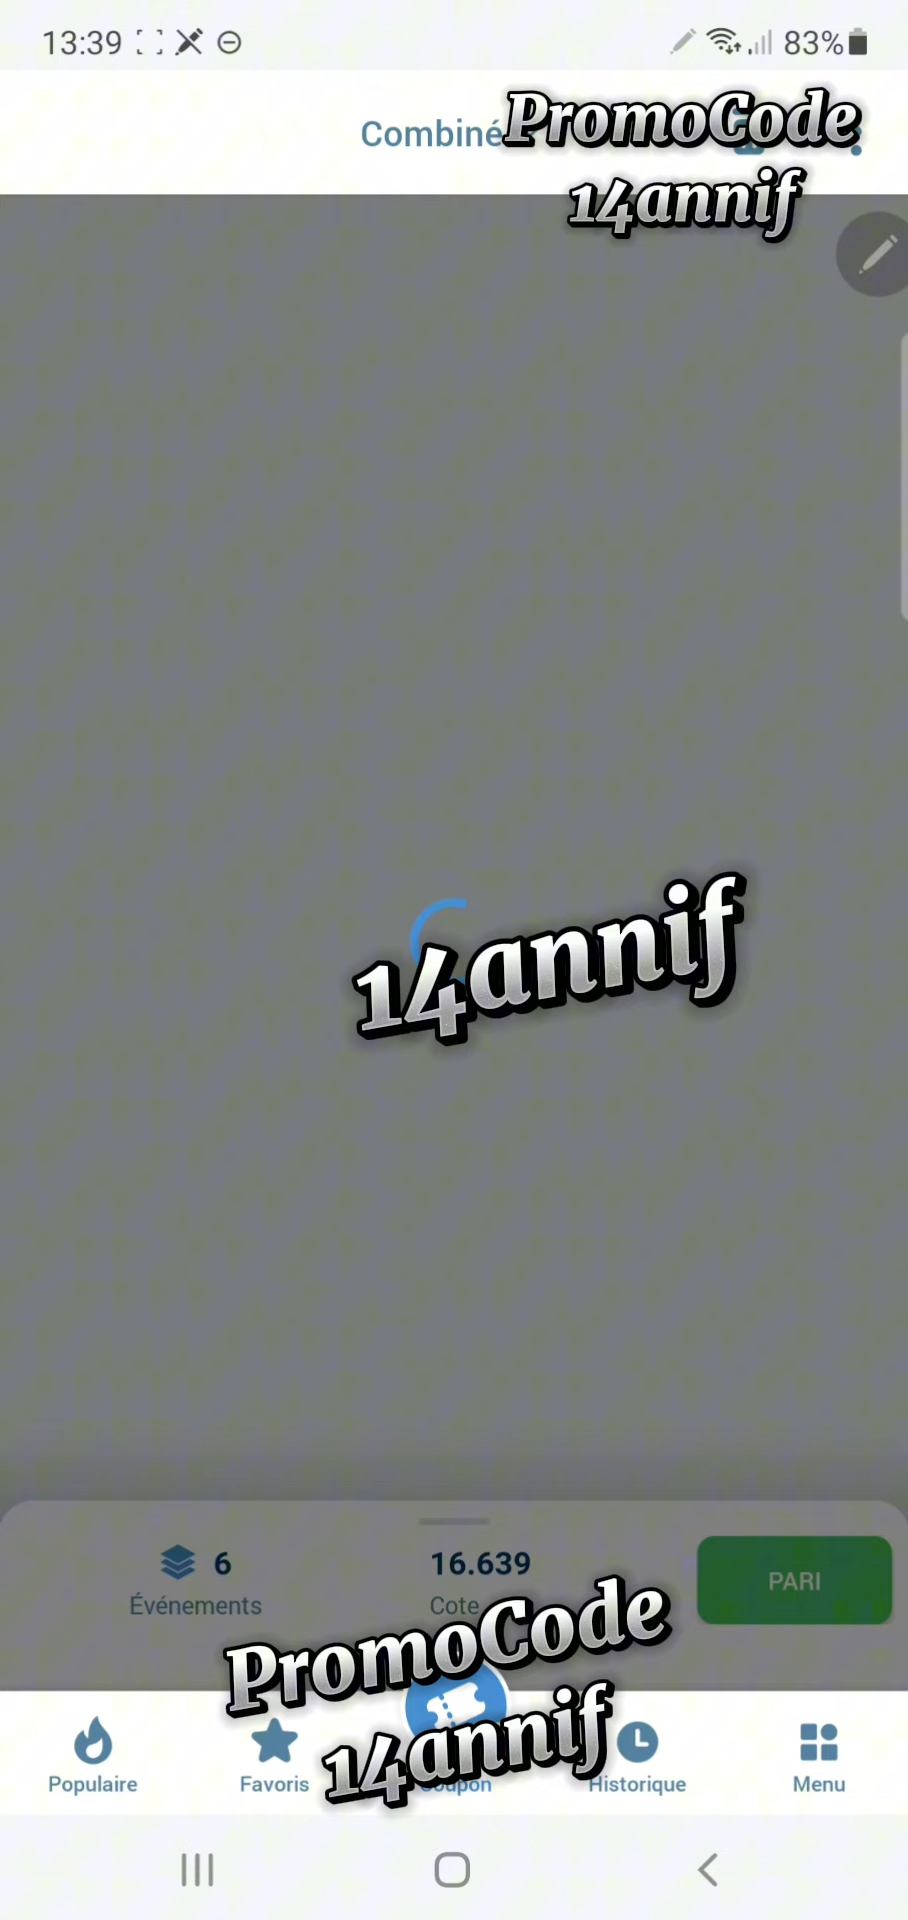 13:39
83%
Combiné
PromoCode
14annif
14annif
6
16.639
PARI
Événements
Cote
PromoCode
14annif
Populaire
Favoris
Coupon
Historique
Menu